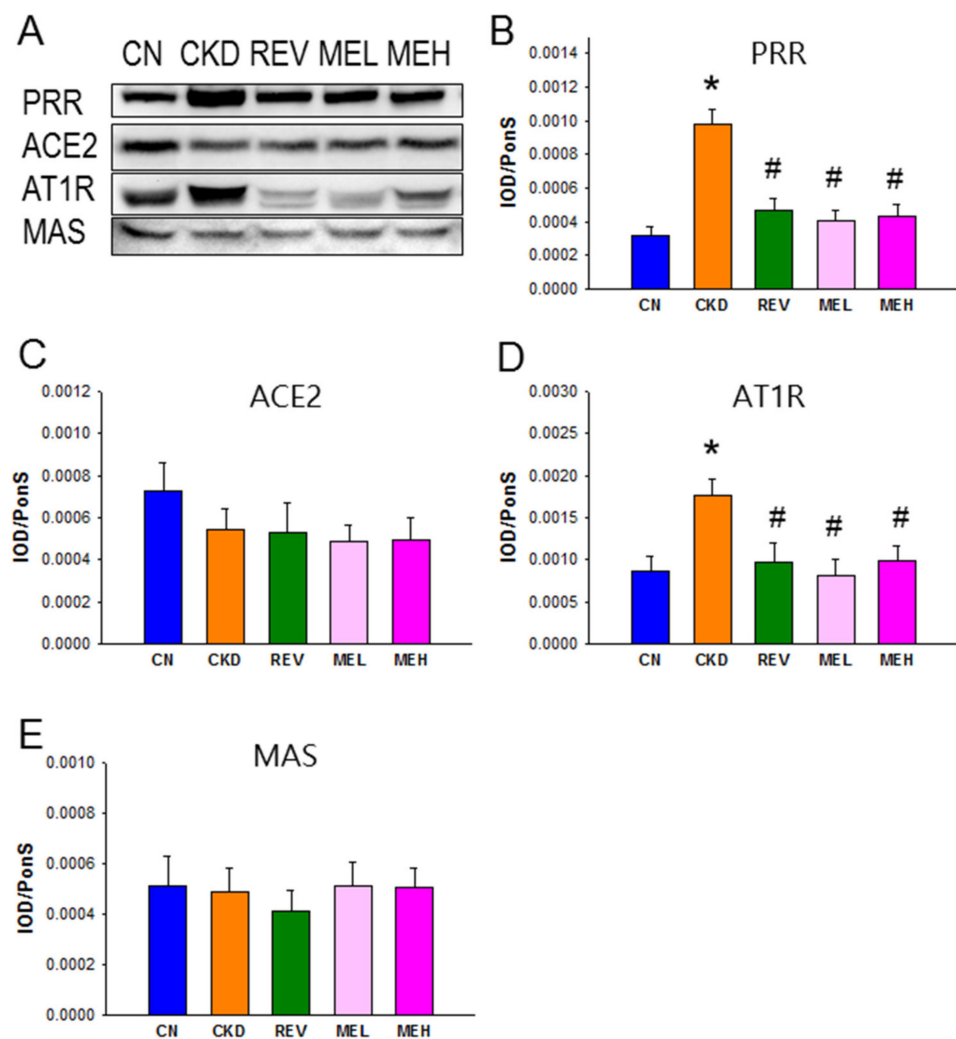 A
CN CKD REV MEL MEH
PRR
ACE2
AT1R
MAS
B
PRR
IOD/PonS
0.0014
0.0012
0.0010
0.0008
0.0006
0.0004
0.0002
0.0000
*
# # #
CN CKD REV MEL MEH
C
ACE2
IOD/PonS
0.0012
0.0010
0.0008
0.0006
0.0004
0.0002
0.0000
CN CKD REV MEL MEH
D
AT1R
IOD/PonS
0.0030
0.0025
0.0020
0.0015
0.0010
0.0005
0.0000
*
# # #
CN CKD REV MEL MEH
E
MAS
IOD/PonS
0.0010
0.0008
0.0006
0.0004
0.0002
0.0000
CN CKD REV MEL MEH